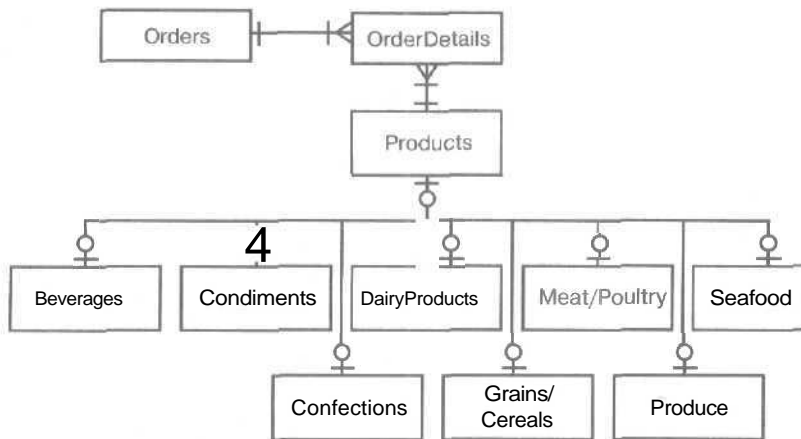 Orders
OrderDetails
Products
4
Beverages
Condiments
DairyProducts
Meat/Poultry
Seafood
Confections
Grains/
Cereals
Produce